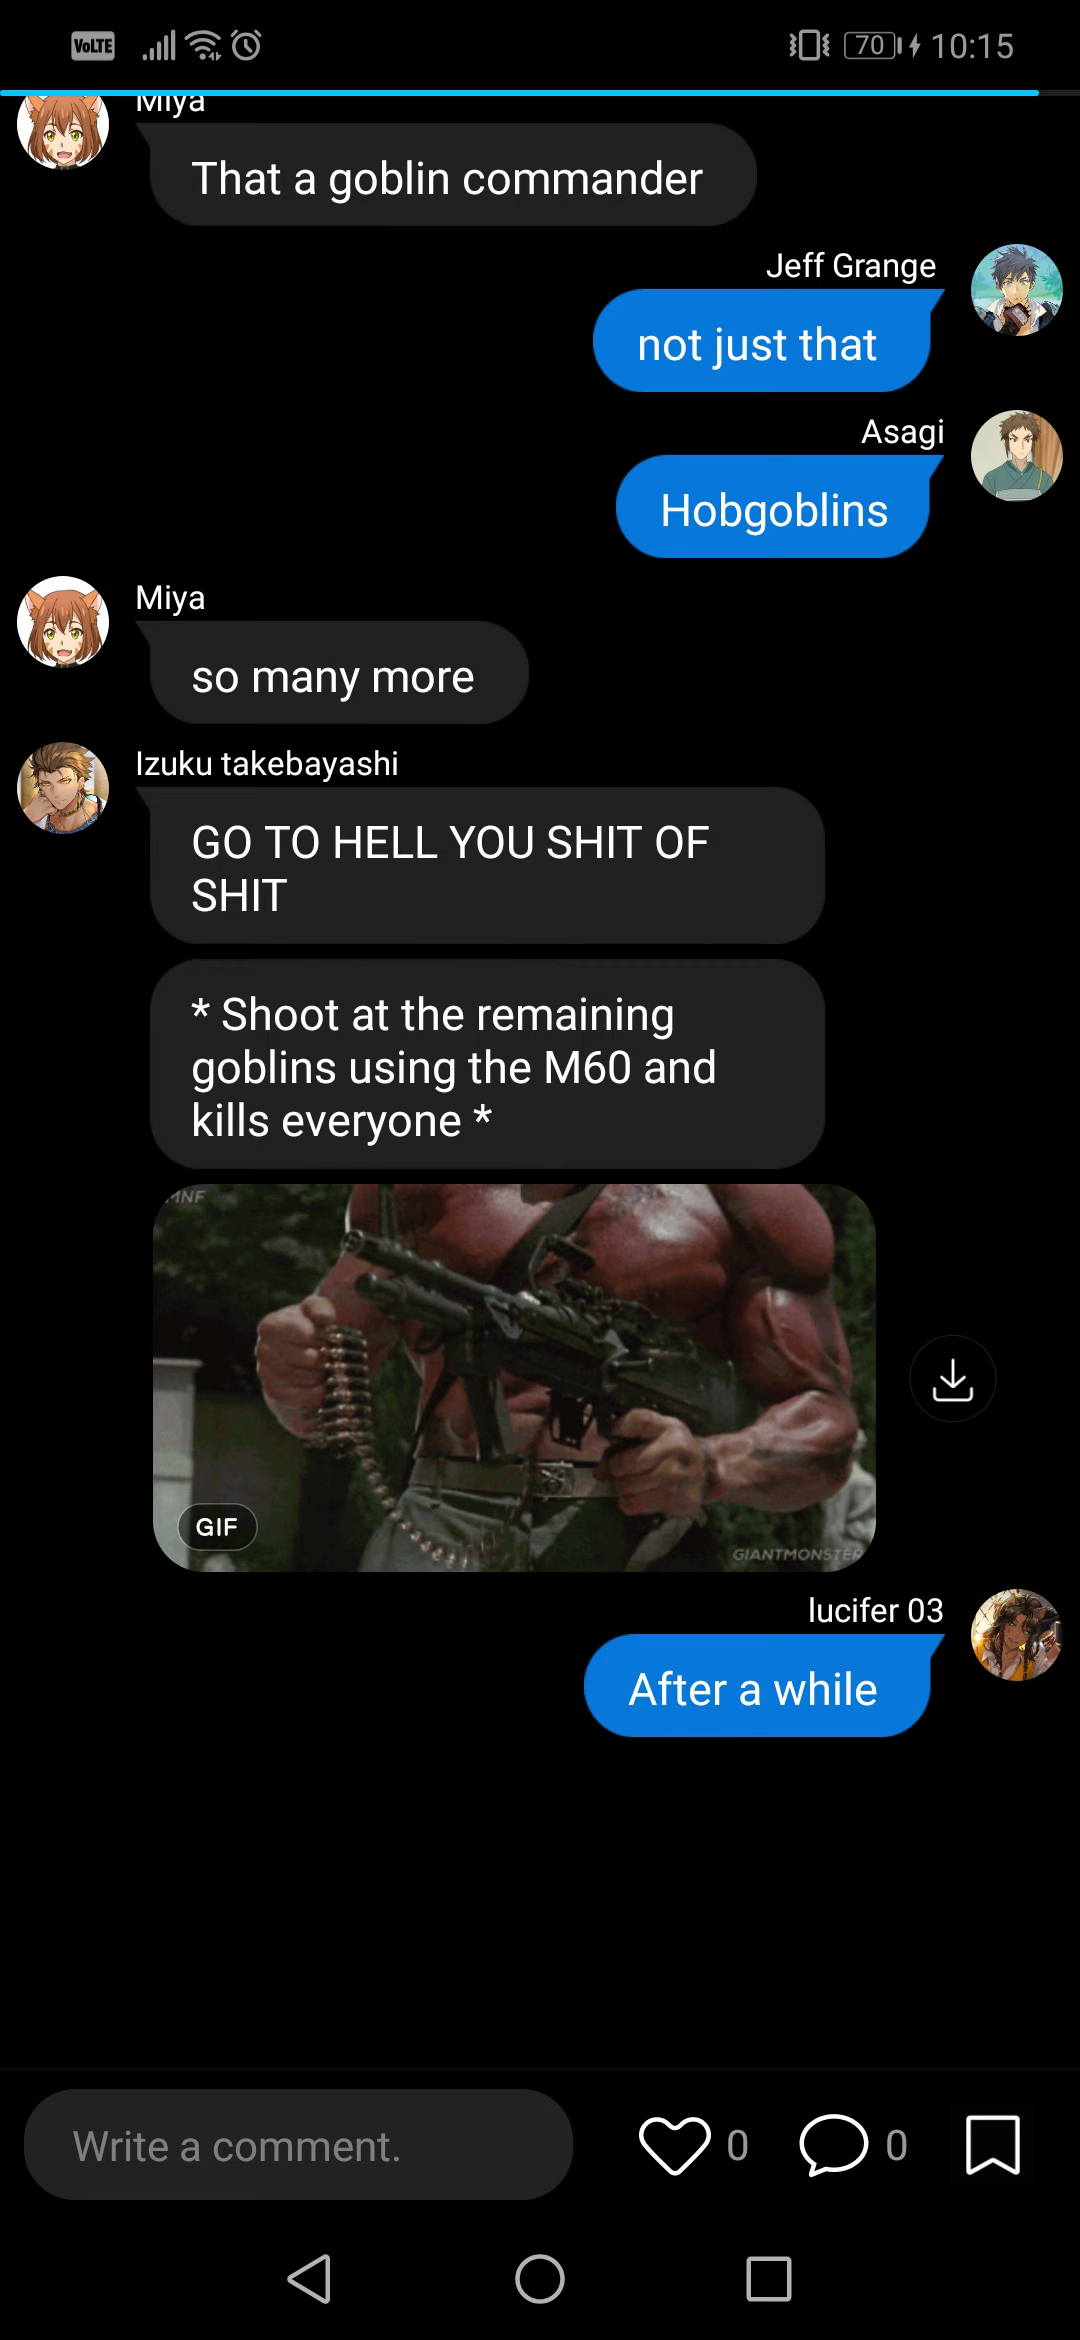 VoLTE
70
10:15
Miya
That a goblin commander
Jeff Grange
not just that
Asagi
Hobgoblins
Miya
so many more
Izuku takebayashi
GO TO HELL YOU SHIT OF
SHIT
* Shoot at the remaining
goblins using the M60 and
kills everyone *
MNF
GIF
GIANTMONSTER
lucifer 03
After a while
Write a comment.
0
0